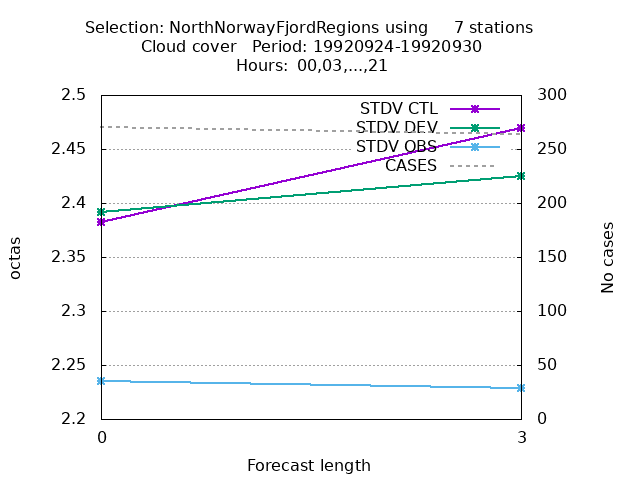 Selection: NorthNorwayFjordRegions using 7 stations
Cloud cover Period: 19920924-19920930
Hours: 00,03,...,21
2.5
2.45
2.4
2.35
2.3
2.25
2.2
300
250
200
150
100
50
0
STDV CTL
STDV DEV
STDV OBS
CASES
octas
No cases
0 3
Forecast length